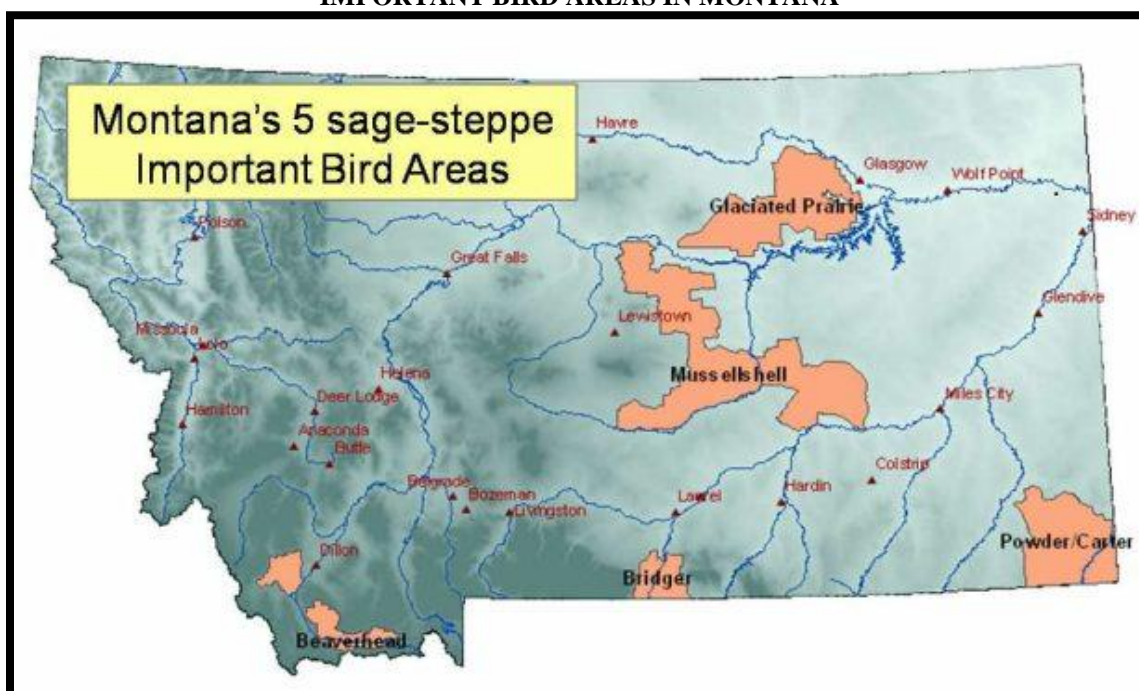 IMPORTANT BIRD AREAS IN MONTANA
Montana's 5 sage-steppe
Important Bird Areas
Havre
Glasgow
Wolf Point
Glaciated Prairie
Polson
Sidney
Great Falls
Glendive
Lewistown
Missoula
Lolo
Mussellshell
Helena
Miles City
Deer Lodge
Hamilton
Anaconda
Butte
Colstrip
Belgrade
Bozeman
Laurel
Hardin
Livingston
Powder/Carter
Dillon
Bridger
Beaverhead